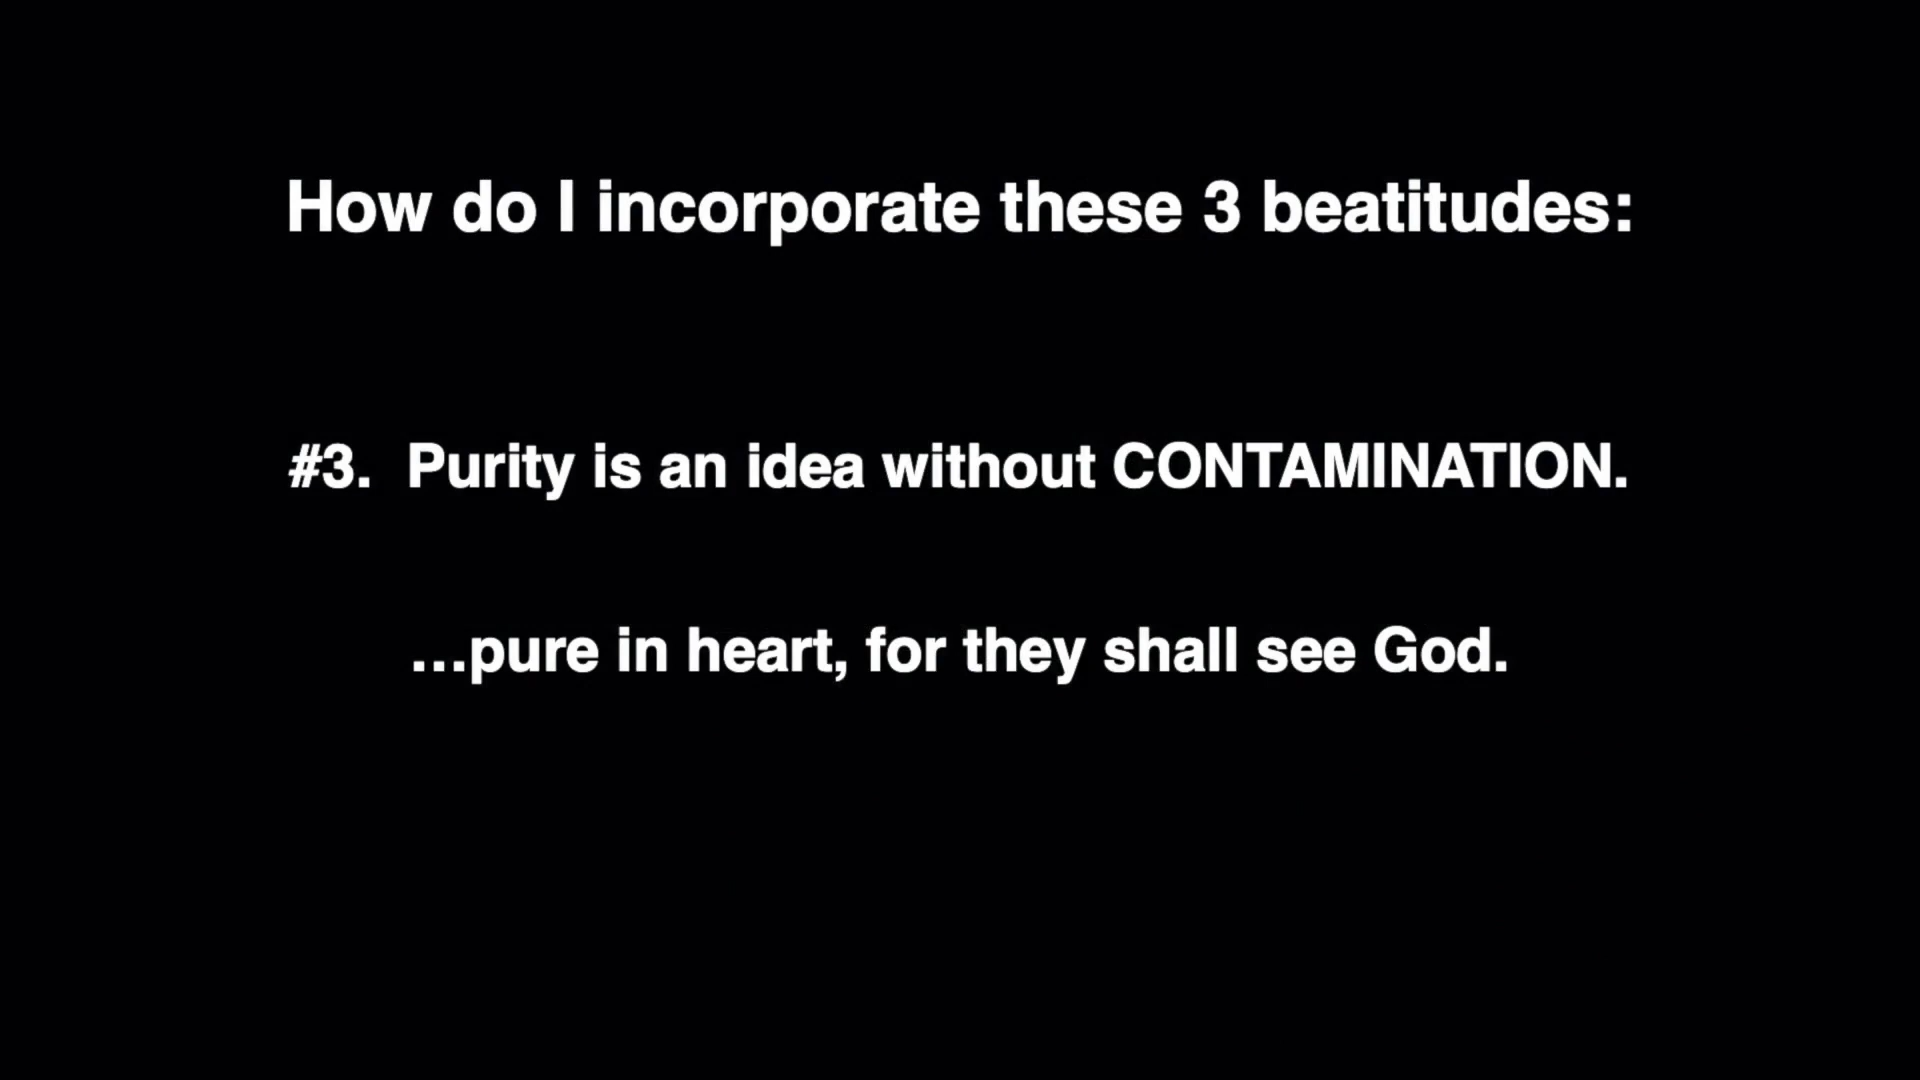 How do I incorporate these 3 beatitudes:
#3. Purity is an idea without CONTAMINATION.
...pure in heart, for they shall see God.